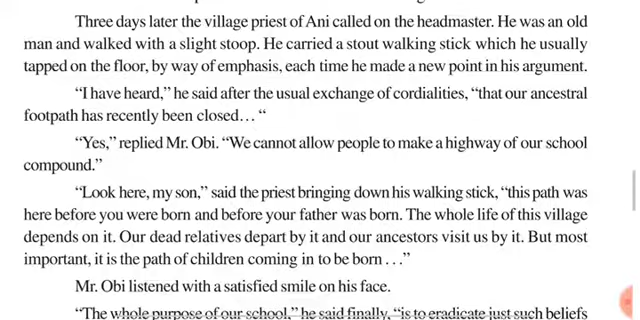 Three days later the village priest of Ani called on the headmaster. He was an old
man and walked with a slight stoop. He carried a stout walking stick which he usually
tapped on the floor, by way of emphasis, each time he made a new point in his argument.
“I have heard,” he said after the usual exchange of cordialities, “that our ancestral
footpath has recently been closed… “
“Yes,” replied Mr. Obi. “We cannot allow people to make a highway of our school
compound.”
“Look here, my son,” said the priest bringing down his walking stick, “this path was
here before you were born and before your father was born. The whole life of this village
depends on it. Our dead relatives depart by it and our ancestors visit us by it. But most
important, it is the path of children coming in to be born . . .”
Mr. Obi listened with a satisfied smile on his face.
“The whole purpose of our school,” he said finally, “is to eradicate just such beliefs